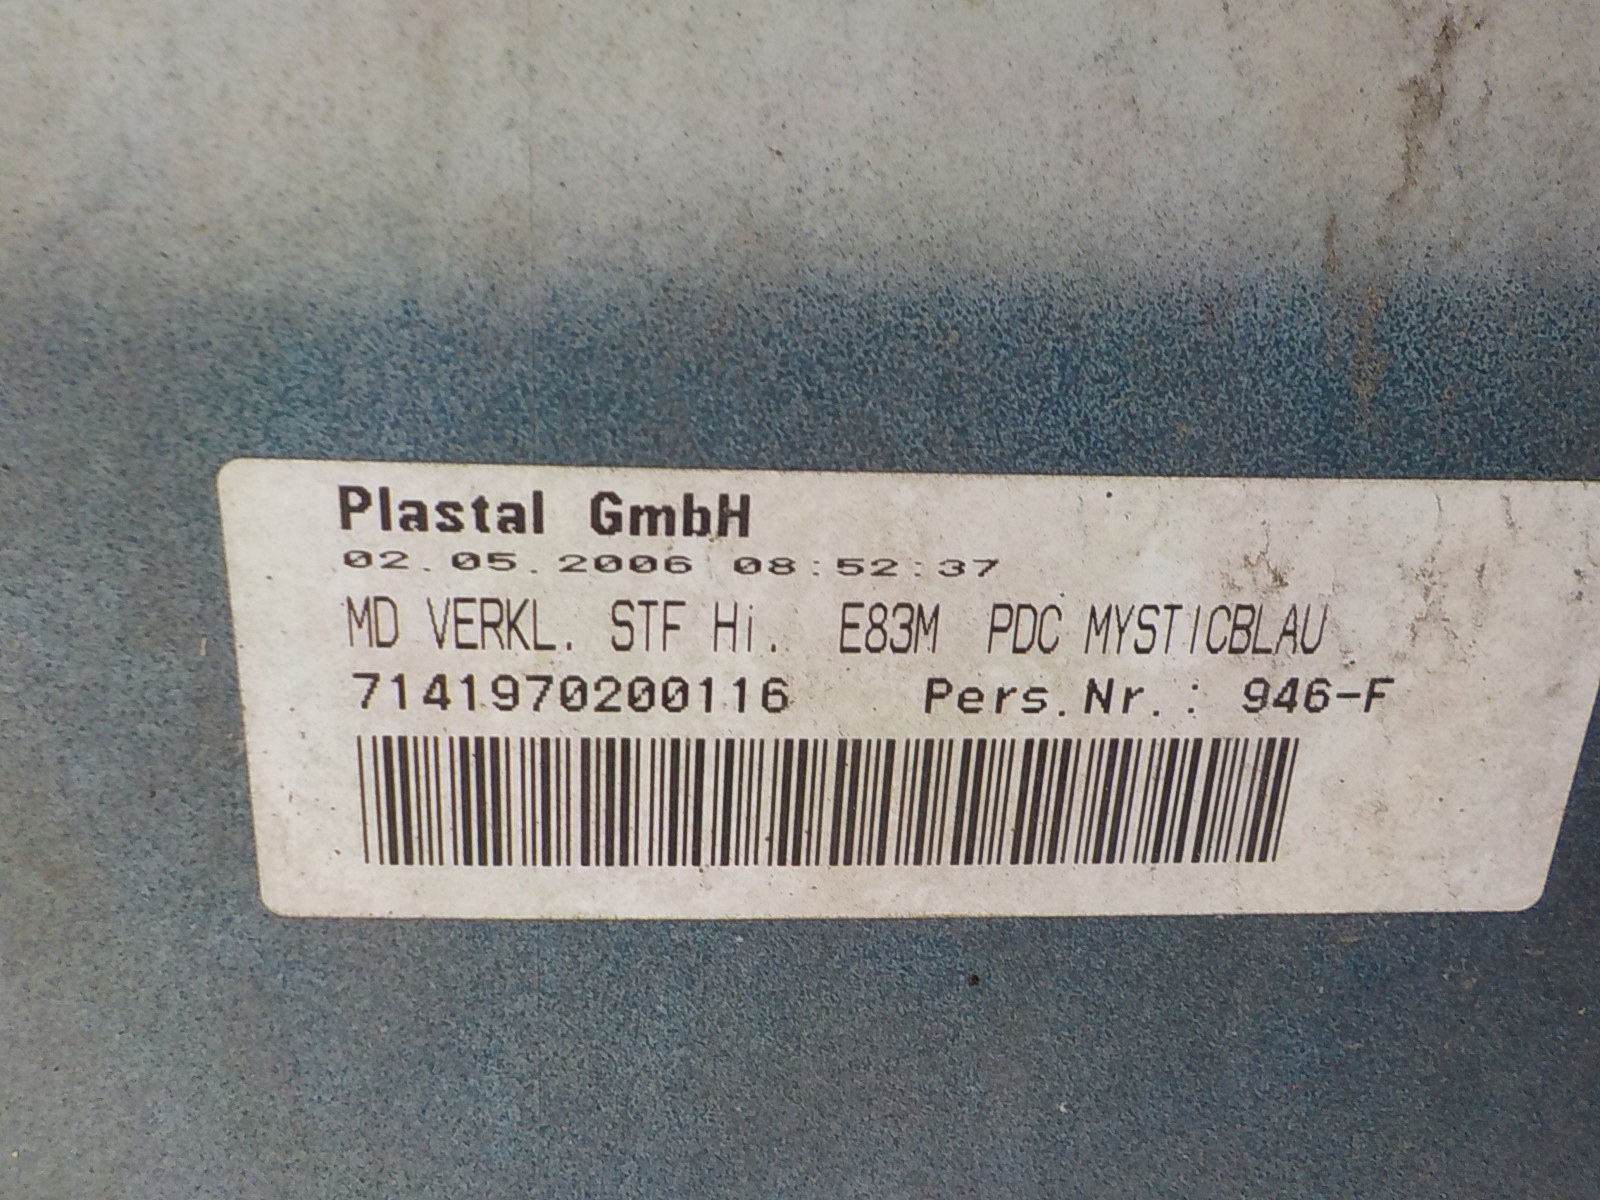 Plastal GmbH
02.05.2006 08:52:37
MD VERKL. STF Hi. E83M PDC MYSTICBLAU
7141970200116 Pers.Nr.: 946-F